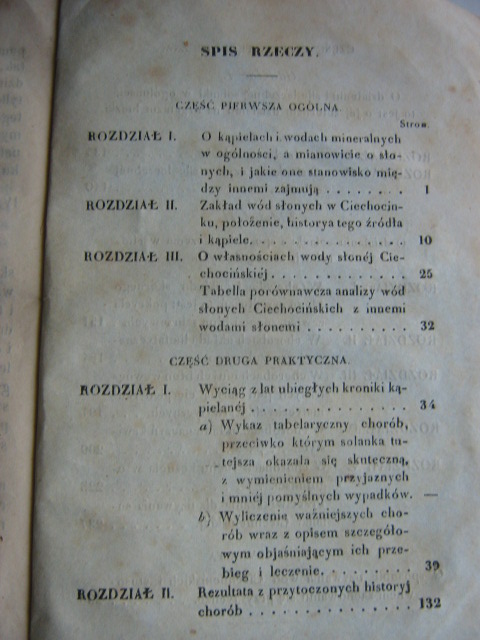 SPIS RZECZY.
CZĘŚĆ PIERWSZA OGÓLNA
Stron.
ROZDZIAŁ I. O kąpielach i wodach mineralnych
w ogólności, a mianowicie o sło-
nych, i jakie one stanowisko mię-
dzy innemi zajmują . . . . . . . . 1
ROZDZIAŁ II. Zakład wód słonych w Ciechocin-
ku, położenie, historya tego źródła
i kąpiele. . . . . . . . . . . . . . 10
ROZDZIAŁ III. O własnościach wody słonéj Cie-
chocińskiéj . . . . . . . . . . . . 25
Tabella porównawcza analizy wód
słonych Ciechocińskich z innemi
wodami słonemi . . . . . . . . . . 32
CZĘŚĆ DRUGA PRAKTYCZNA.
ROZDZIAŁ I. Wyciąg z lat ubiegłych kroniki ką-
pielanéj . . . . . . . . . . . . . . 34
a) Wykaz tabelaryczny chorób,
przeciwko którym solanka tu-
tejsza okazała się skuteczną,
z wymienieniem przyjaznych
i mniéj pomyślnych wypadków. —
b) Wyliczenie ważniejszych cho-
rób wraz z opisem szczegóło-
wym objaśniającym ich prze-
bieg i leczenie. . . . . . . . . 39
ROZDZIAŁ II. Rezultata z przytoczonych historyj
chorób . . . . . . . . . . . . . . 132